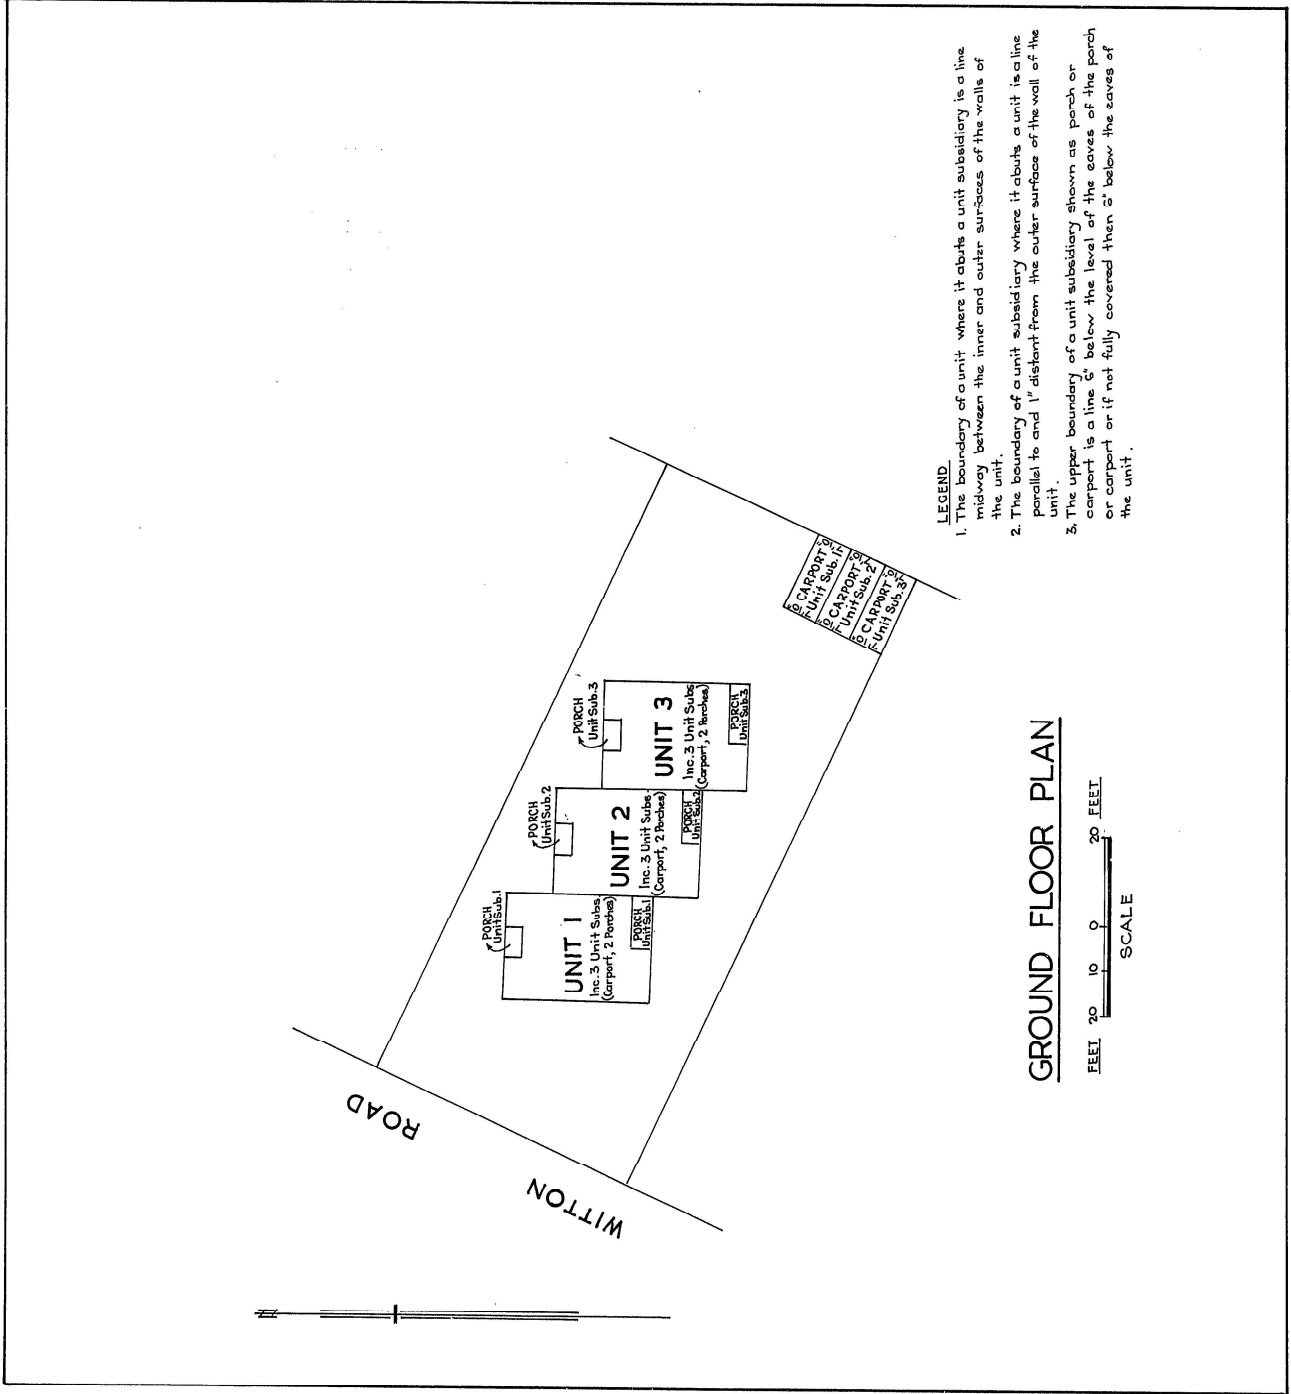 LEGEND
1. The boundary of a unit where it abuts a unit subsidiary is a line
midway between the inner and outer surfaces of the walls of
the unit.
2. The boundary of a unit subsidiary where it abuts a unit is a line
parallel to and 1" distant from the outer surface of the wall of the
unit.
3. The upper boundary of a unit subsidiary shown as porch or
carport is a line 6" below the level of the eaves of the porch
or carport or if not fully covered then 6" below the eaves of
the unit.
PORCH
Unit Sub.1
UNIT 1
Inc.3 Unit Subs.
(Carport, 2 Porches)
PORCH
Unit Sub.1
PORCH
Unit Sub.2
UNIT 2
Inc.3 Unit Subs.
(Carport, 2 Porches)
PORCH
Unit Sub.2
PORCH
Unit Sub.3
UNIT 3
Inc.3 Unit Subs
(Carport, 2 Porches)
PORCH
Unit Sub.3
CARPORT
Unit Sub.1
CARPORT
Unit Sub.2
CARPORT
Unit Sub.3
WITTON ROAD
GROUND FLOOR PLAN
FEET 20 10 0 20 FEET
SCALE